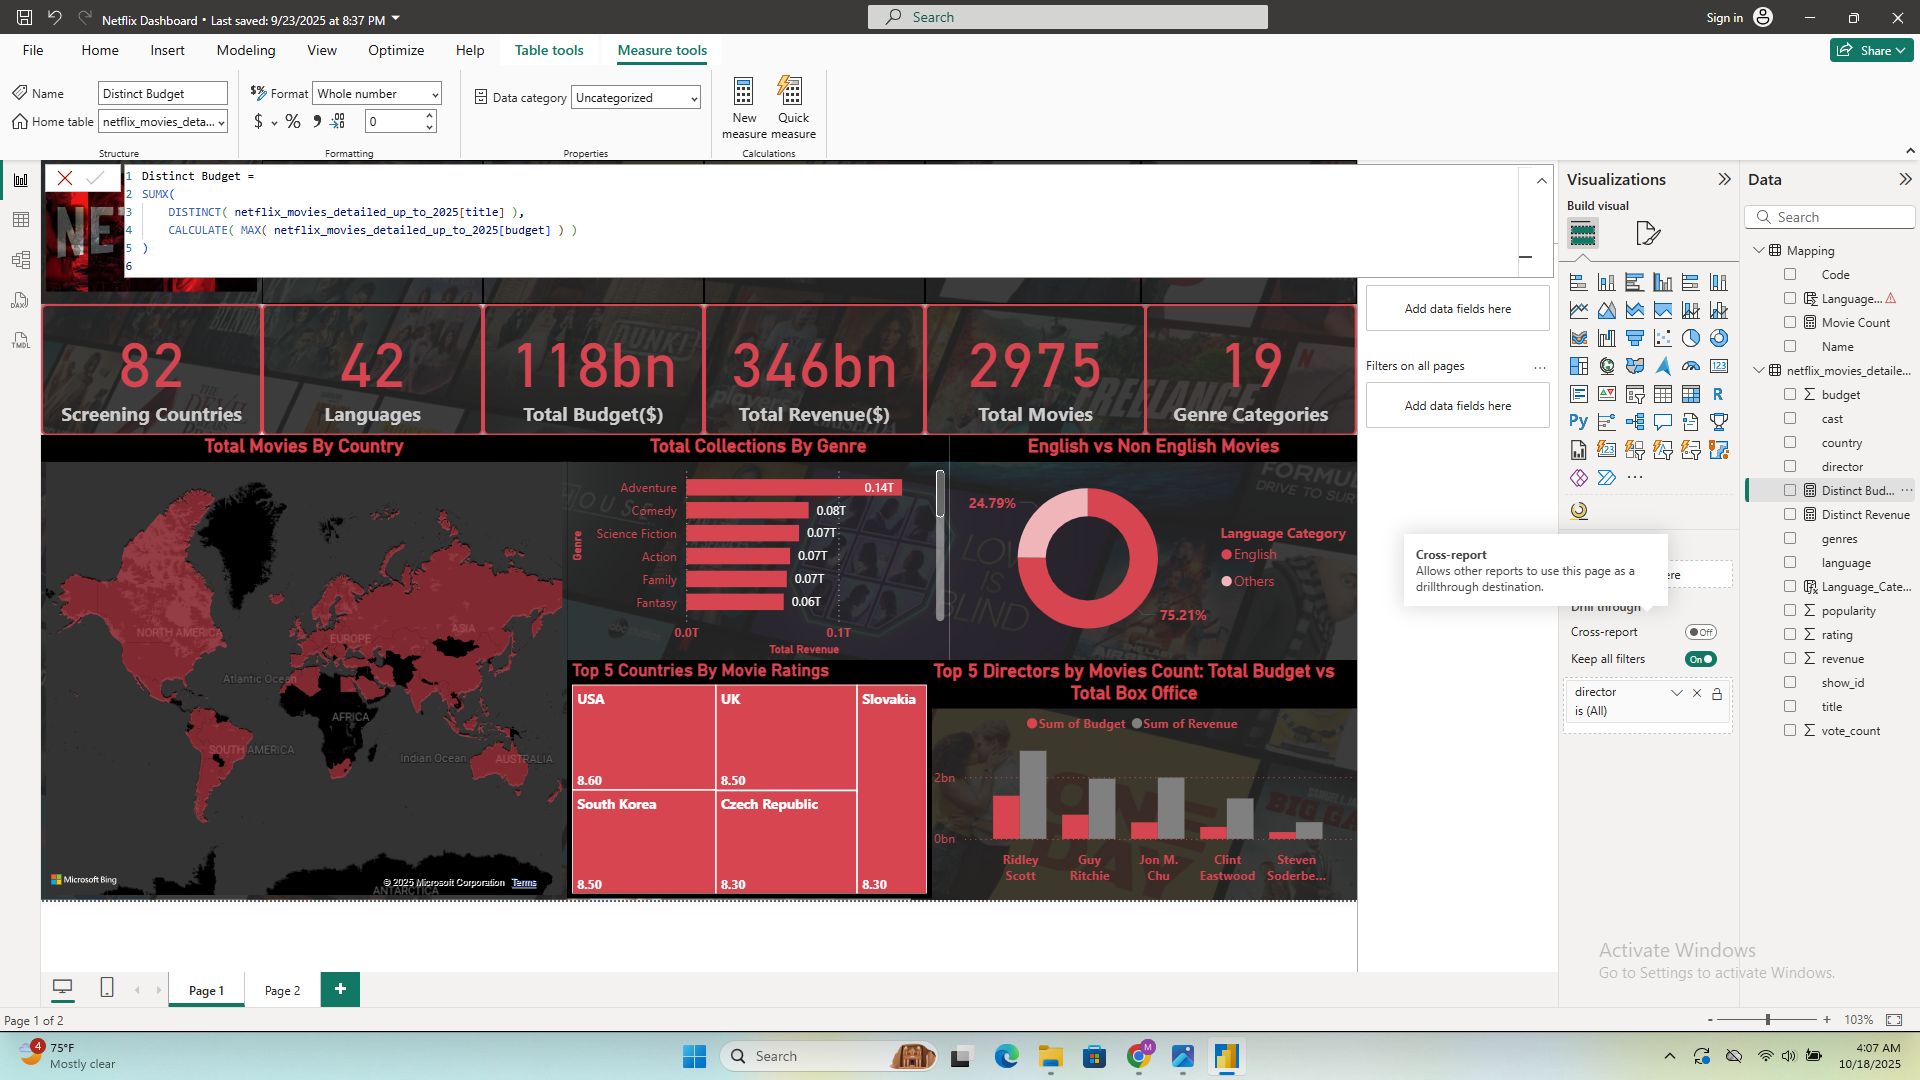 Netflix Dashboard • Last saved: 9/23/2025 at 8:37 PM
Search
Sign in
File
Home
Insert
Modeling
View
Optimize
Help
Table tools
Measure tools
Share
Name
Distinct Budget
Home table
netflix_movies_deta...
Structure
Format
Whole number
$
%
0
Formatting
Data category
Uncategorized
Properties
New measure
Quick measure
Calculations
1 Distinct Budget =
2 SUMX(
3 DISTINCT( netflix_movies_detailed_up_to_2025[title] ),
4 CALCULATE( MAX( netflix_movies_detailed_up_to_2025[budget] ) )
5 )
6
NET
82
Screening Countries
42
Languages
118bn
Total Budget($)
346bn
Total Revenue($)
2975
Total Movies
19
Genre Categories
Total Movies By Country
NORTH AMERICA
EUROPE
ASIA
Atlantic Ocean
AFRICA
SOUTH AMERICA
Indian Ocean
AUSTRALIA
ANTARCTICA
Microsoft Bing
© 2025 Microsoft Corporation Terms
Total Collections By Genre
Genre
Adventure 0.14T
Comedy 0.08T
Science Fiction 0.07T
Action 0.07T
Family 0.07T
Fantasy 0.06T
0.0T
0.1T
Total Revenue
English vs Non English Movies
24.79%
75.21%
Language Category
English
Others
Top 5 Countries By Movie Ratings
USA
8.60
UK
8.50
Slovakia
8.30
South Korea
8.50
Czech Republic
8.30
Top 5 Directors by Movies Count: Total Budget vs
Total Box Office
Sum of Budget
Sum of Revenue
2bn
0bn
Ridley Scott
Guy Ritchie
Jon M. Chu
Clint Eastwood
Steven Soderbe...
Add data fields here
Filters on all pages
...
Add data fields here
Visualizations
Build visual
R
Py
123
...
Cross-report
Allows other reports to use this page as a
drillthrough destination.
ere
Drill through
Cross-report
Off
Keep all filters
On
director
is (All)
Data
Search
Mapping
Code
Language...
Movie Count
Name
netflix_movies_detaile...
budget
cast
country
director
Distinct Bud...
...
Distinct Revenue
genres
language
Language_Cate...
popularity
rating
revenue
show_id
title
vote_count
Activate Windows
Go to Settings to activate Windows.
Page 1
Page 2
+
Page 1 of 2
-
+
103%
4
75°F
Mostly clear
Search
M
4:07 AM
10/18/2025